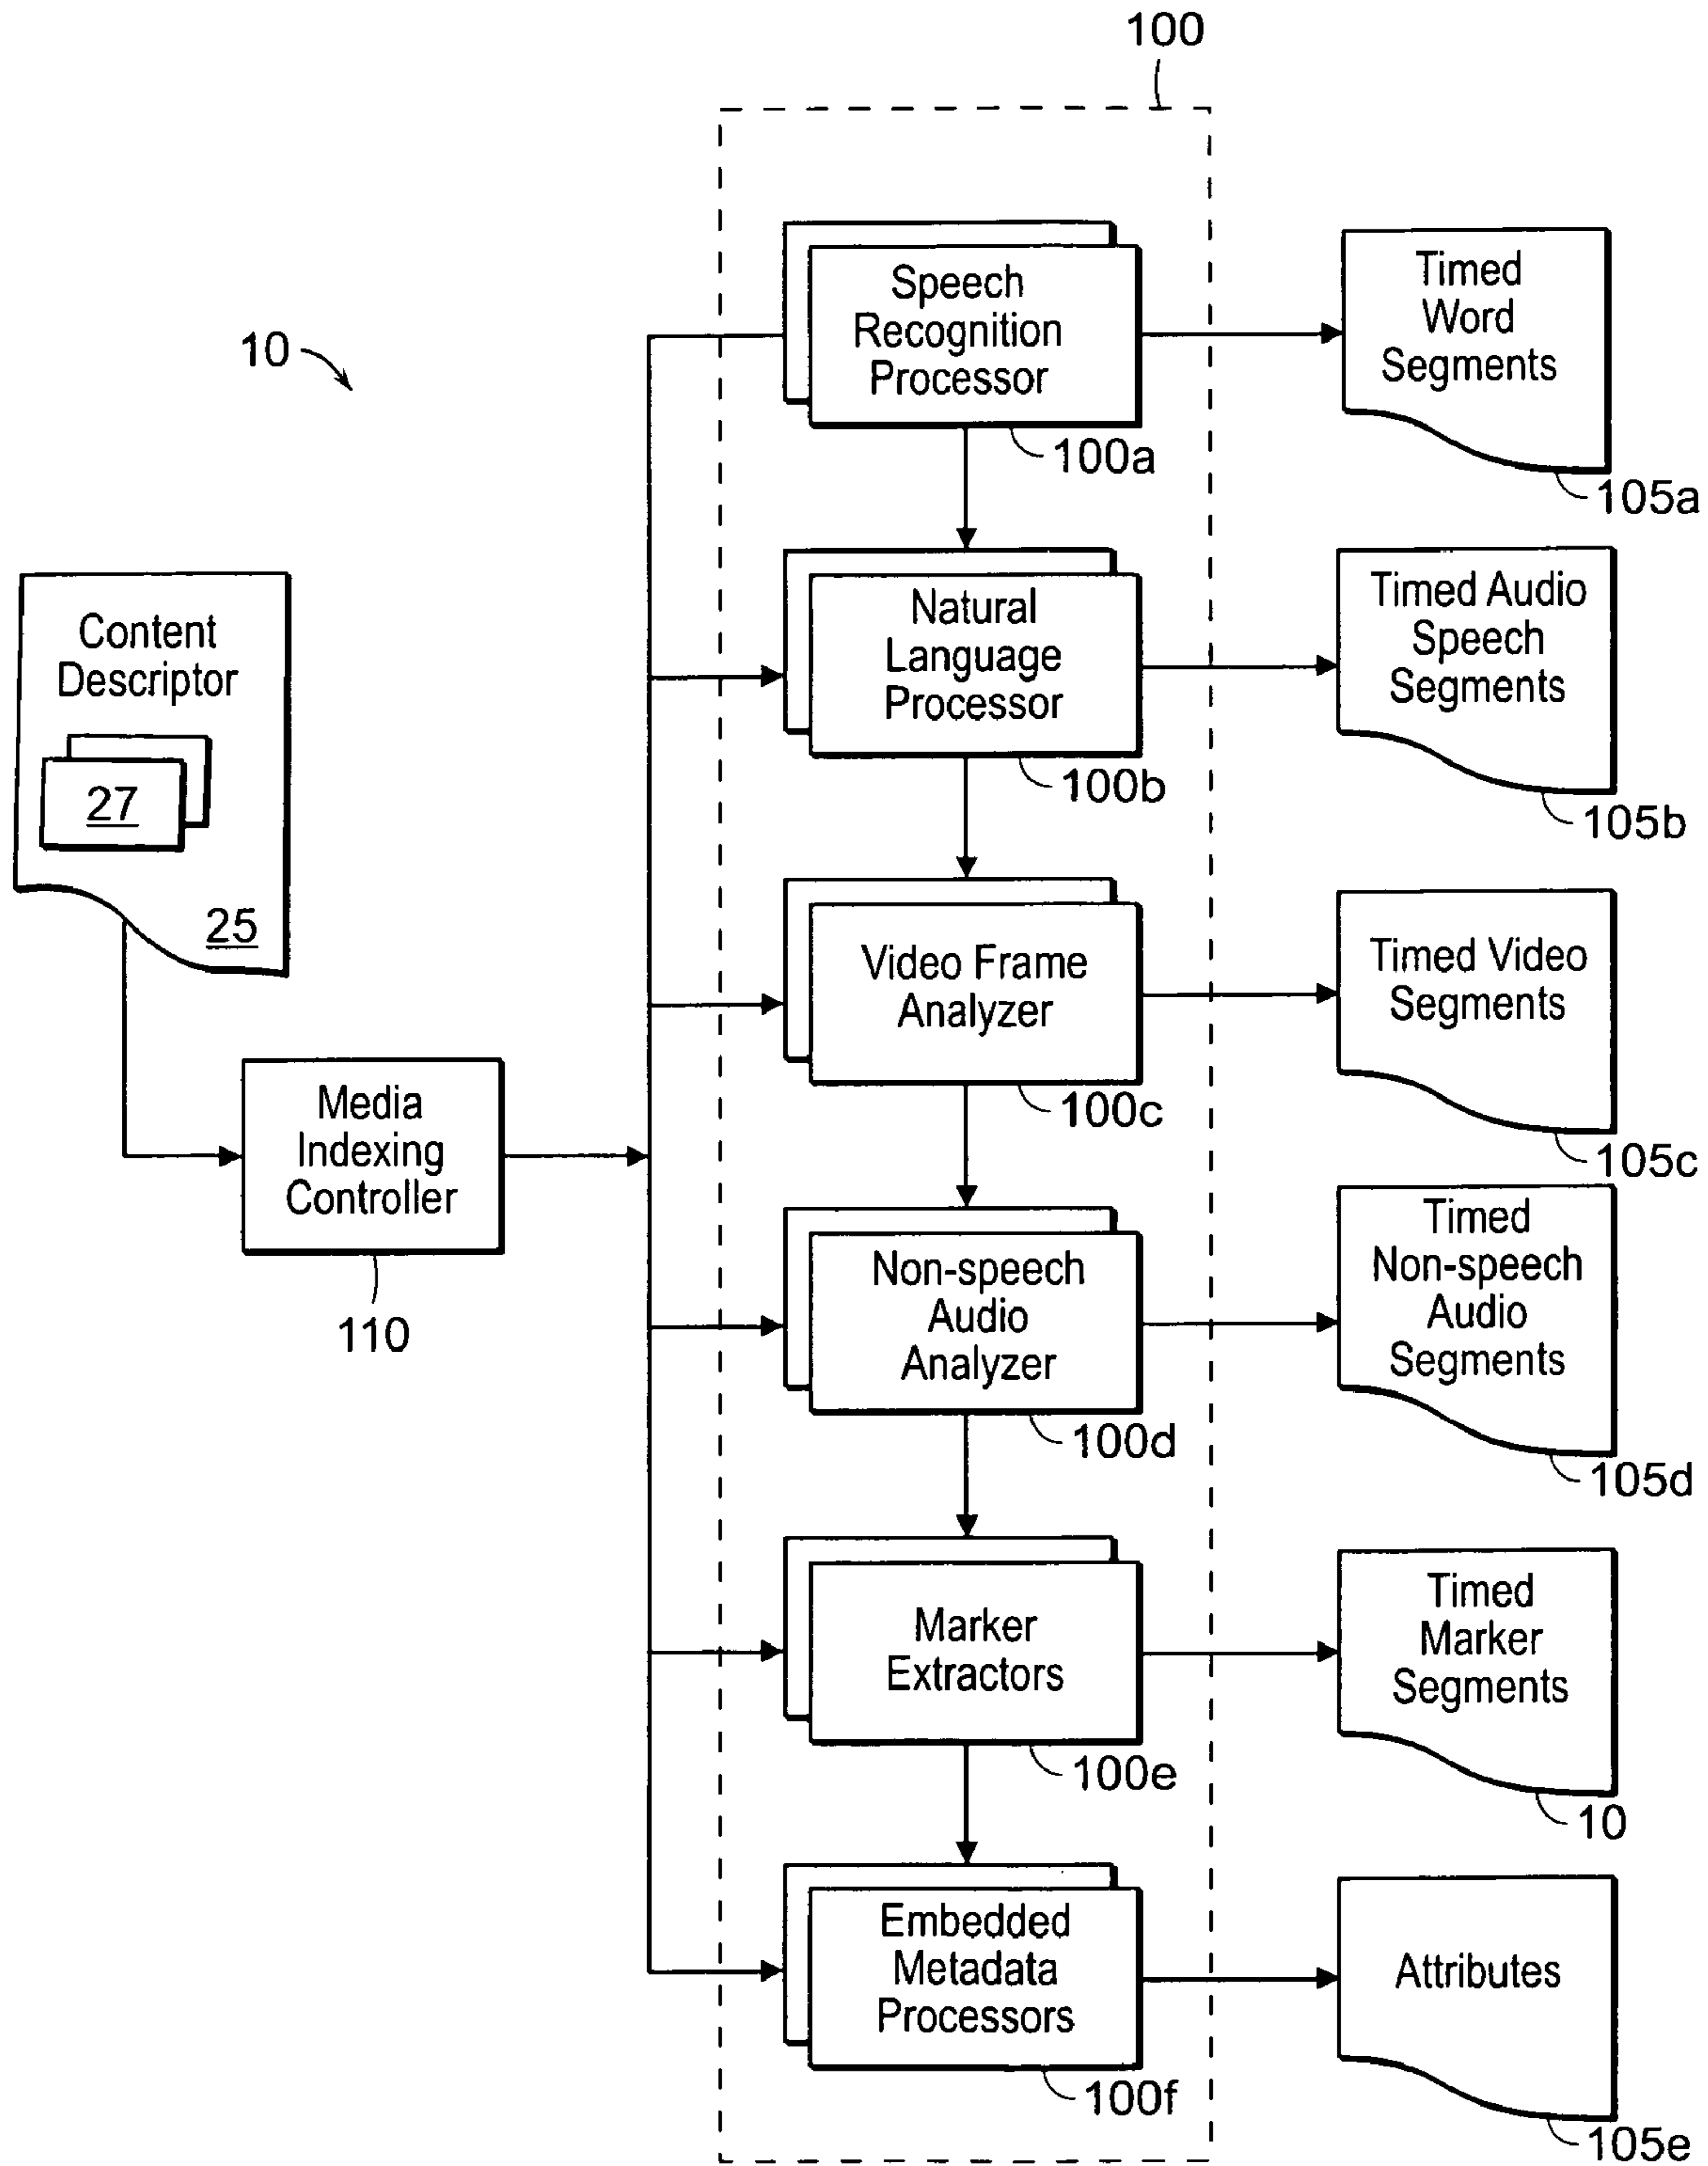 100
10
Speech
Recognition
Processor
100a
Timed
Word
Segments
105a
Content
Descriptor
27
25
Natural
Language
Processor
100b
Timed Audio
Speech
Segments
105b
Video Frame
Analyzer
100c
Timed Video
Segments
105c
Media
Indexing
Controller
110
Non-speech
Audio
Analyzer
100d
Timed
Non-speech
Audio
Segments
105d
Marker
Extractors
100e
Timed
Marker
Segments
10
Embedded
Metadata
Processors
100f
Attributes
105e